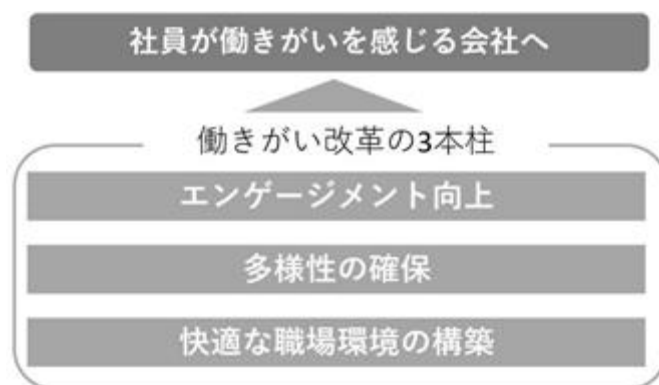 社員が働きがいを感じる会社へ
働きがい改革の3本柱
エンゲージメント向上
多様性の確保
快適な職場環境の構築